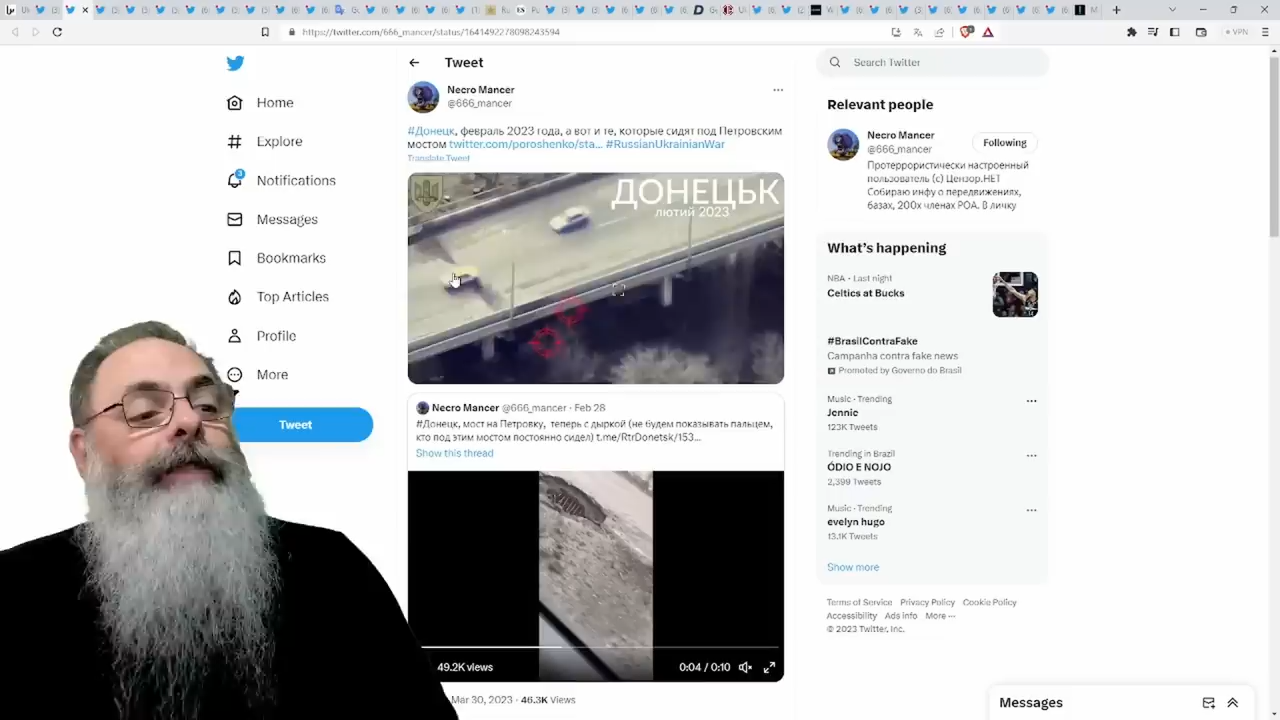 https://twitter.com/666_mancer/status/1641492278098243594
VPN
Home
Explore
3
Notifications
Messages
Bookmarks
Top Articles
Profile
More
Tweet
Tweet
Necro Mancer
@666_mancer
#Донецк, февраль 2023 года, а вот и те, которые сидят под Петровским
мостом twitter.com/poroshenko/sta... #RussianUkrainianWar
Translate Tweet
ДОНЕЦЬК
лютий 2023
Necro Mancer @666_mancer · Feb 28
#Донецк, мост на Петровку, теперь с дыркой (не будем показывать пальцем,
кто под этим мостом постоянно сидел) t.me/RtrDonetsk/153...
Show this thread
49.2K views
0:04 / 0:10
Mar 30, 2023 · 46.3K Views
Search Twitter
Relevant people
Necro Mancer
@666_mancer
Following
Протеррористически настроенный
пользователь (с) Цензор.НЕТ
Собираю инфу о передвижениях,
базах, 200х членах РОА. В личку
What's happening
NBA · Last night
Celtics at Bucks
#BrasilContraFake
Campanha contra fake news
Promoted by Governo do Brasil
Music · Trending
Jennie
123K Tweets
Trending in Brazil
ÓDIO E NOJO
2,399 Tweets
Music · Trending
evelyn hugo
13.1K Tweets
Show more
Terms of Service Privacy Policy Cookie Policy
Accessibility Ads info More ···
© 2023 Twitter, Inc.
Messages